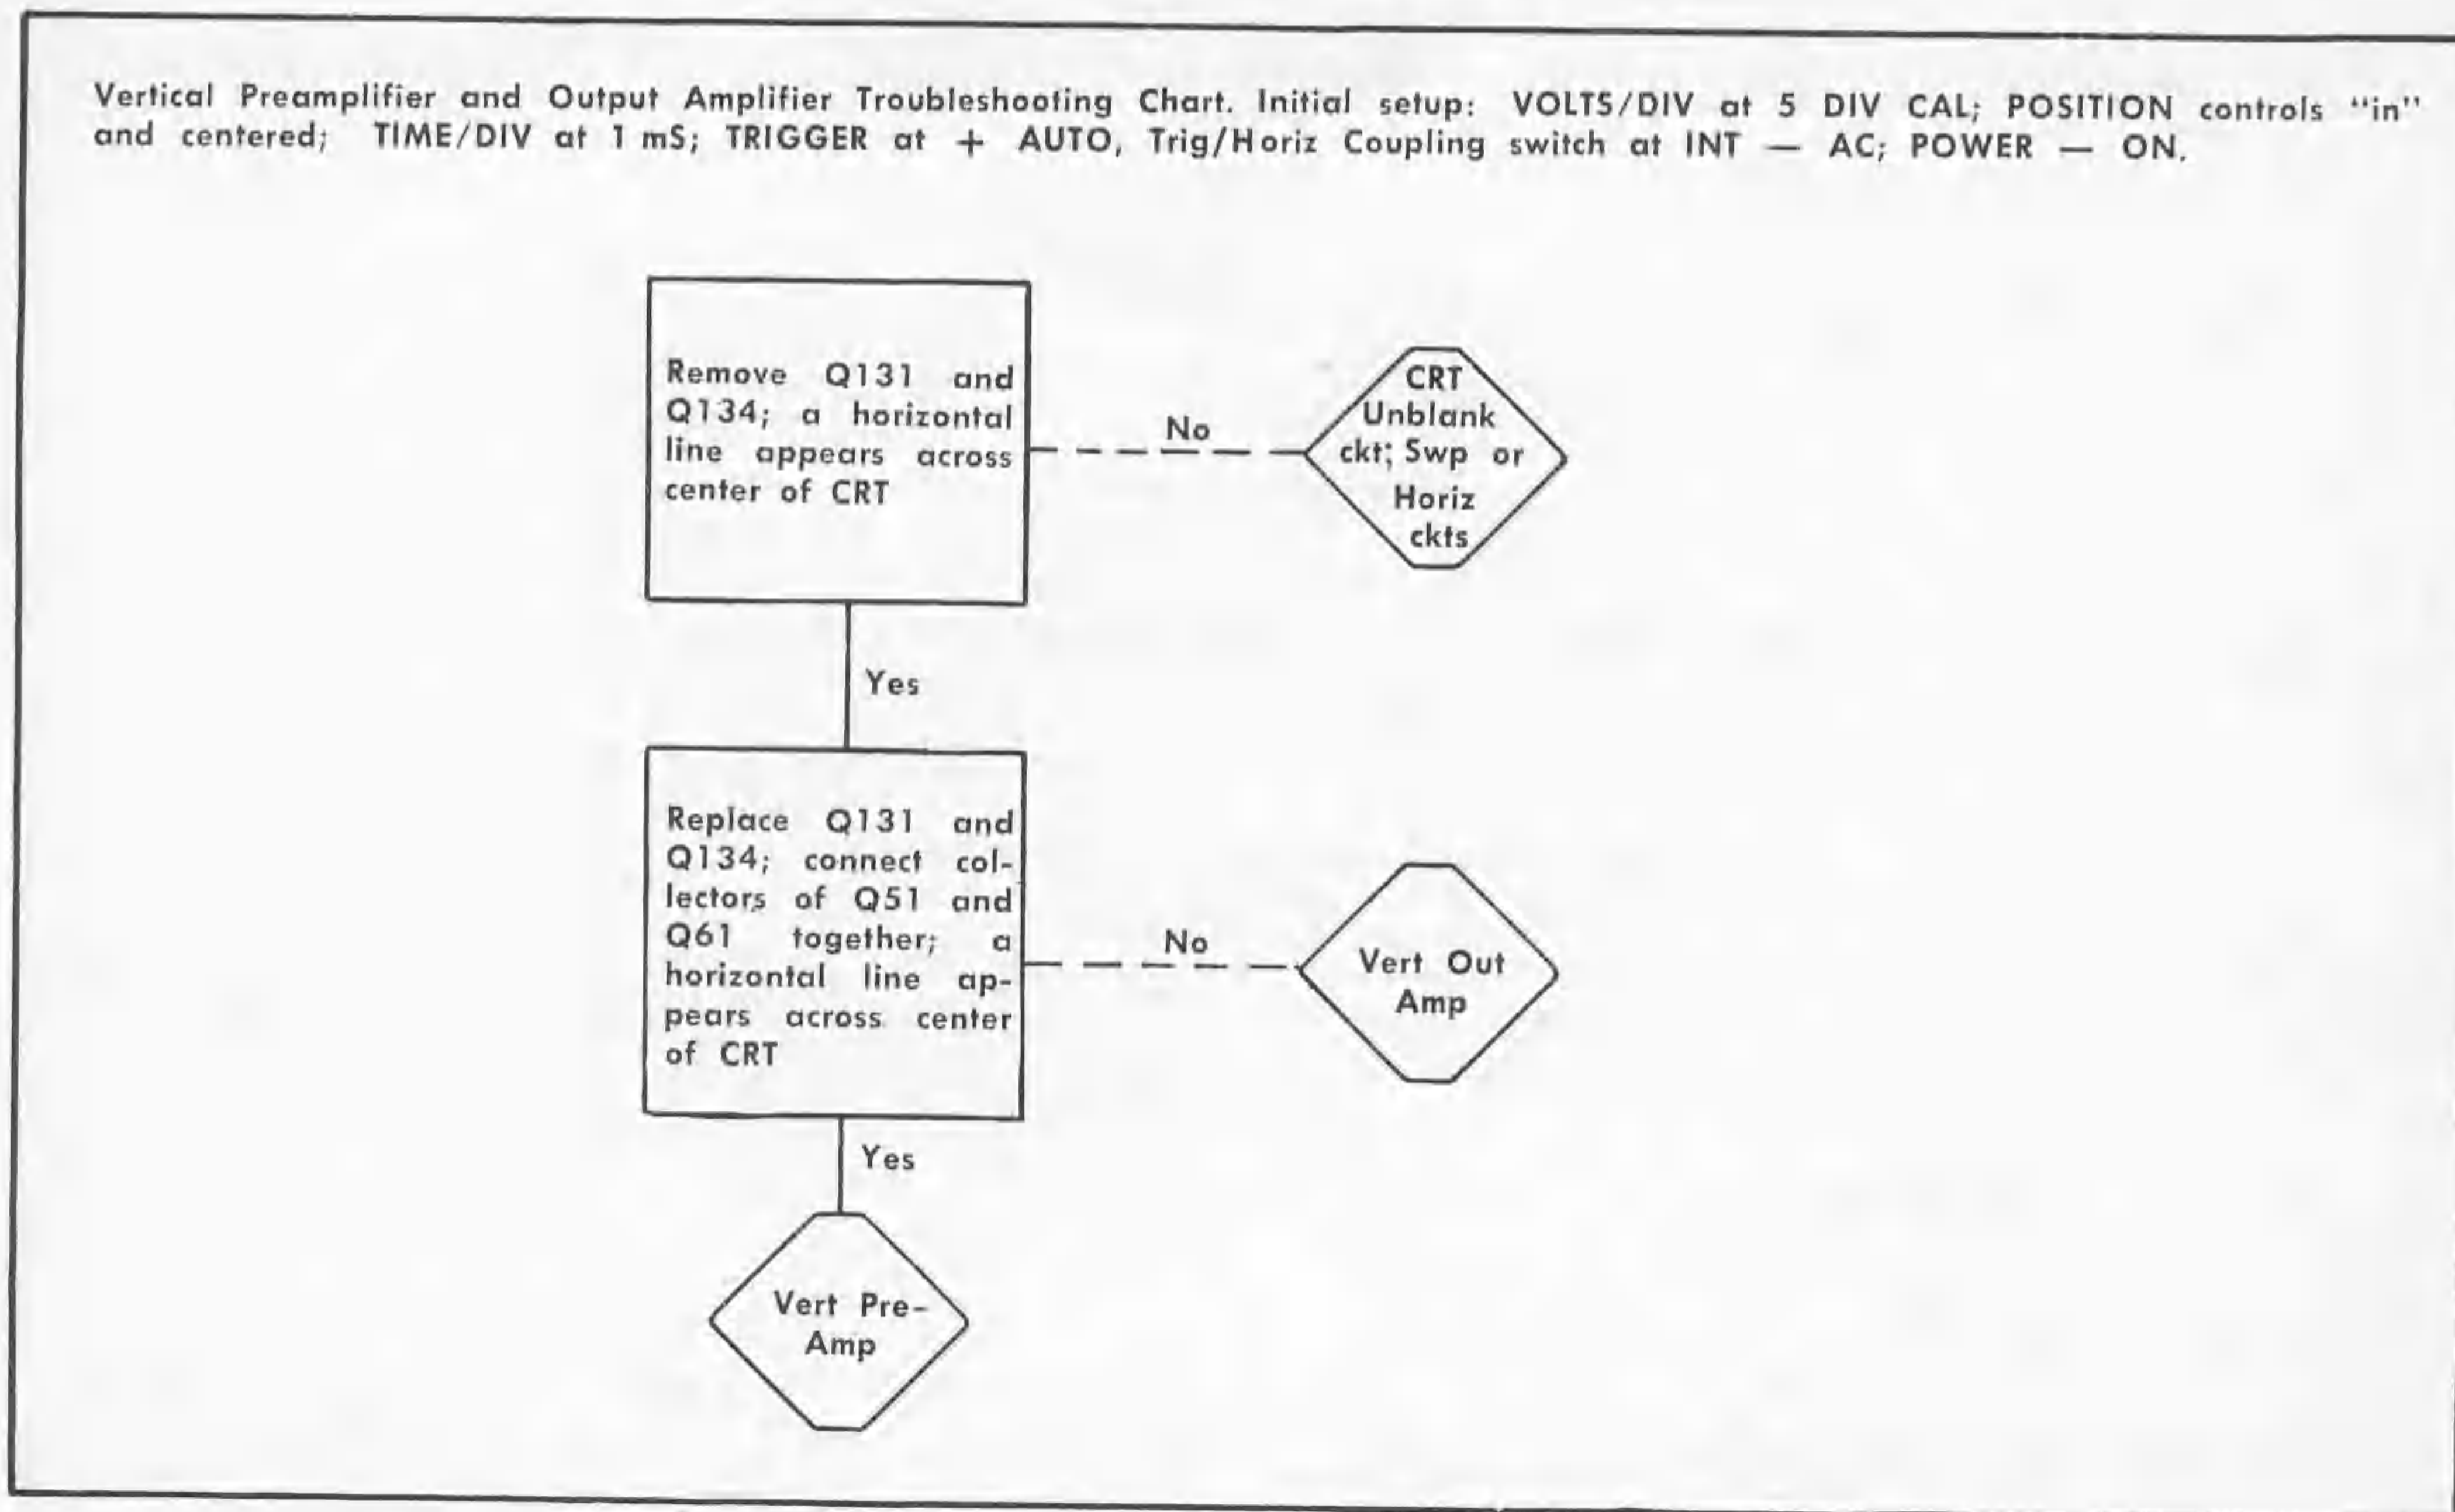 Vertical Preamplifier and Output Amplifier Troubleshooting Chart. Initial setup: VOLTS/DIV at 5 DIV CAL; POSITION controls “in”
and centered; TIME/DIV at 1 mS; TRIGGER at + AUTO, Trig/Horiz Coupling switch at INT — AC; POWER — ON.
Remove Q131 and
Q134; a horizontal
line appears across
center of CRT
No
CRT
Unblank
ckt; Swp or
Horiz
ckts
Yes
Replace Q131 and
Q134; connect col-
lectors of Q51 and
Q61 together; a
horizontal line ap-
pears across center
of CRT
No
Vert Out
Amp
Yes
Vert Pre-
Amp